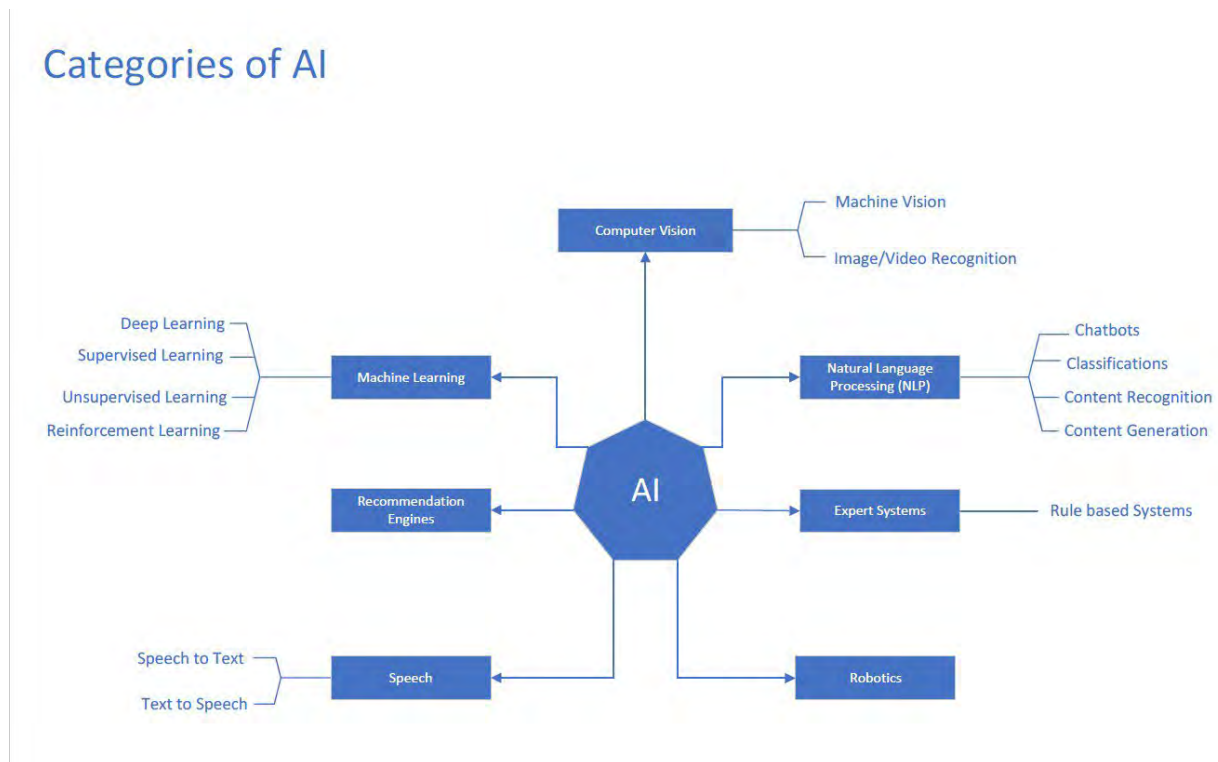 Categories of AI
Computer Vision
Machine Vision
Image/Video Recognition
Deep Learning
Supervised Learning
Unsupervised Learning
Reinforcement Learning
Machine Learning
Natural Language
Processing (NLP)
Chatbots
Classifications
Content Recognition
Content Generation
AI
Recommendation
Engines
Expert Systems
Rule based Systems
Speech to Text
Text to Speech
Speech
Robotics